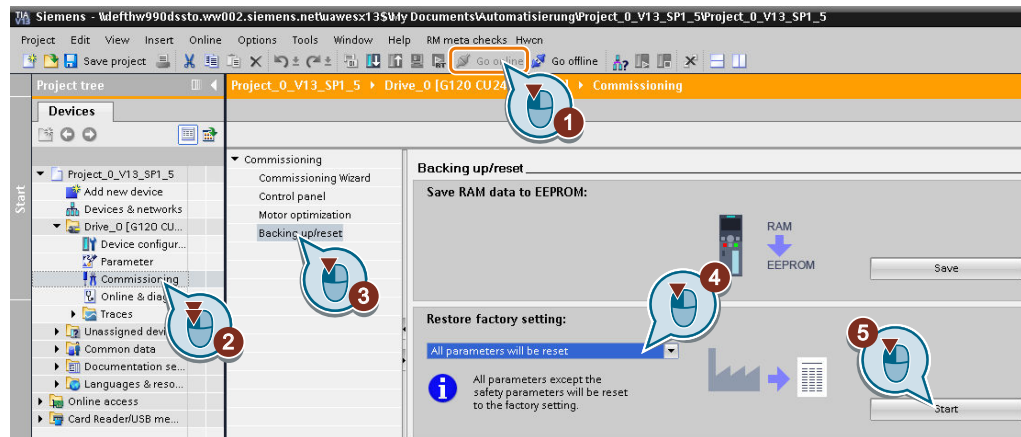 Siemens - \\defthw990dssto.ww002.siemens.net\uawesx13$\My Documents\Automatisierung\Project_0_V13_SP1_5\Project_0_V13_SP1_5
Project Edit View Insert Online Options Tools Window Help RM meta checks Hwcn
Save project Go online Go offline
Project tree
Project_0_V13_SP1_5 Drive_0 [G120 CU24 Commissioning
1
Devices
Start
Project_0_V13_SP1_5
Add new device
Devices & networks
Drive_0 [G120 CU...
Device configur...
Parameter
Commissioning
Online & diag
Traces
Unassigned devi
Common data
Documentation se...
Languages & reso...
Online access
Card Reader/USB me...
2
Commissioning
Commissioning Wizard
Control panel
Motor optimization
Backing up/reset
3
Backing up/reset
Save RAM data to EEPROM:
RAM
EEPROM
Save
4
Restore factory setting:
5
All parameters will be reset
All parameters except the
safety parameters will be reset
to the factory setting.
Start